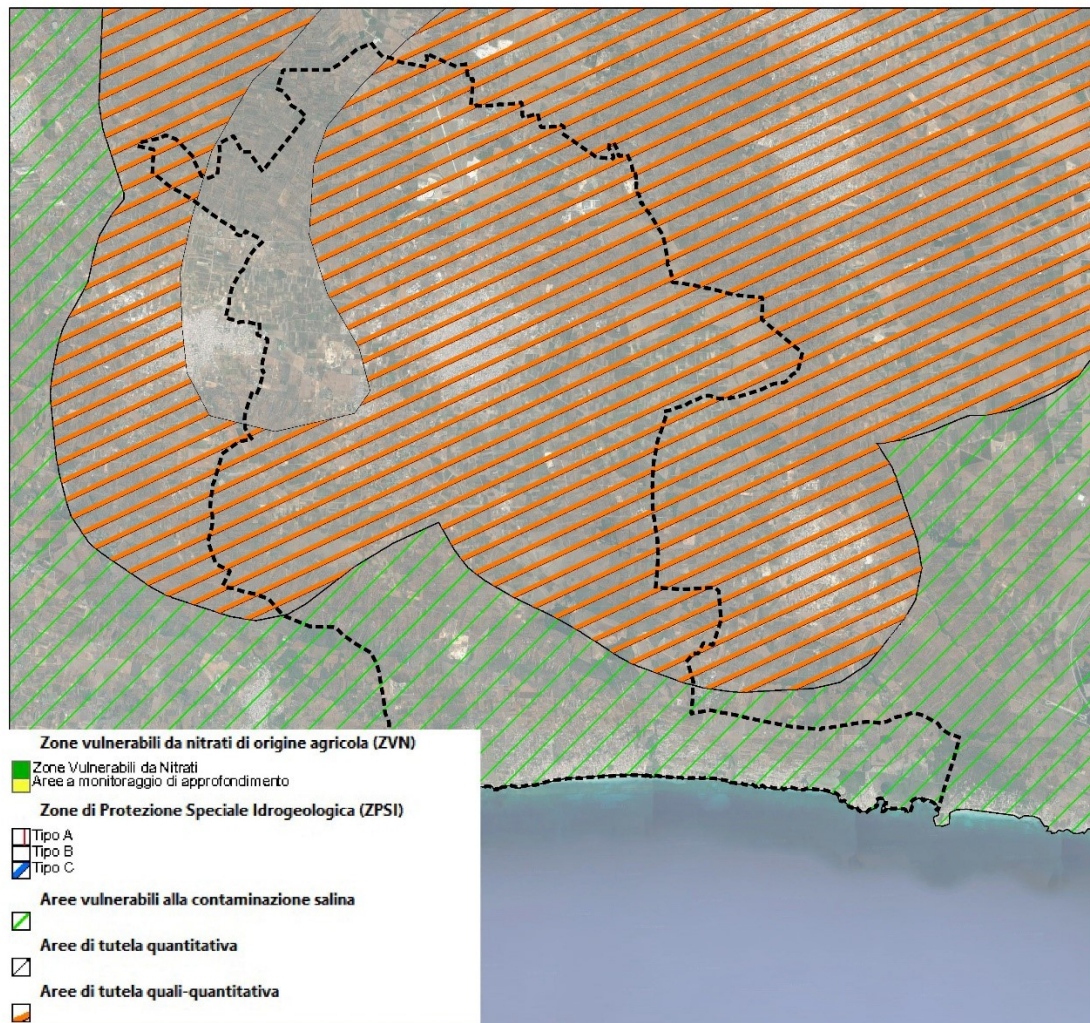 Zone vulnerabili da nitrati di origine agricola (ZVN)
Zone Vulnerabili da Nitrati
Aree a monitoraggio di approfondimento
Zone di Protezione Speciale Idrogeologica (ZPSI)
Tipo A
Tipo B
Tipo C
Aree vulnerabili alla contaminazione salina
Aree di tutela quantitativa
Aree di tutela quali-quantitativa